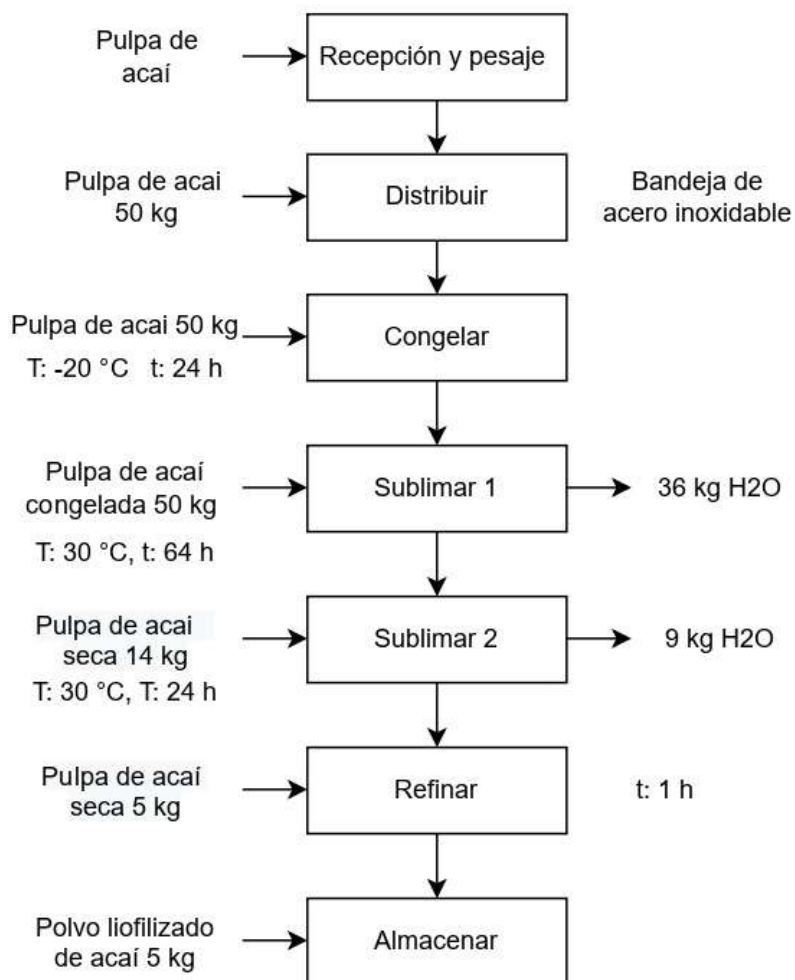 Pulpa de
acaí
Recepción y pesaje
Pulpa de acai
50 kg
Distribuir
Bandeja de
acero inoxidable
Pulpa de acai 50 kg
T: -20 °C t: 24 h
Congelar
Pulpa de acaí
congelada 50 kg
T: 30 °C, t: 64 h
Sublimar 1
36 kg H2O
Pulpa de acai
seca 14 kg
T: 30 °C, T: 24 h
Sublimar 2
9 kg H2O
Pulpa de acaí
seca 5 kg
Refinar
t: 1 h
Polvo liofilizado
de acaí 5 kg
Almacenar